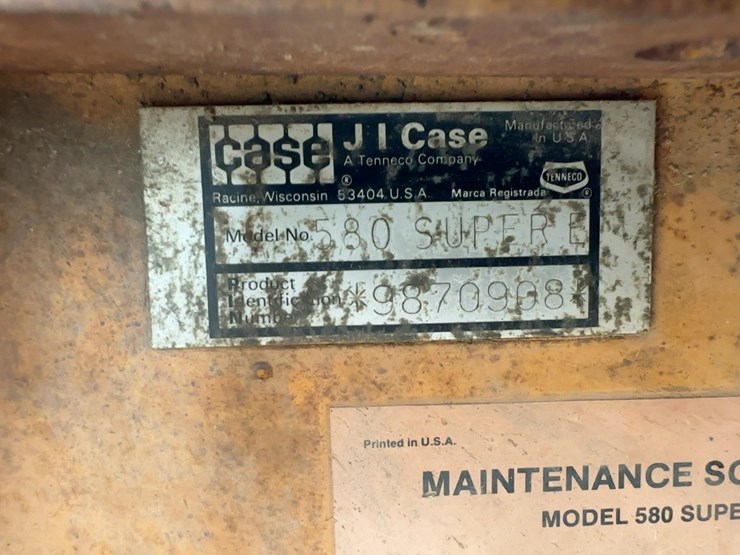 case
J I Case
A Tenneco Company
Manufactured
in U S A
TENNECO
Racine, Wisconsin 53404 U.S.A. Marca Registrada
Model No. 580 SUPER E
Product
Identification
Number
*98709D8*
Printed in U.S.A.
MAINTENANCE SC
MODEL 580 SUPE